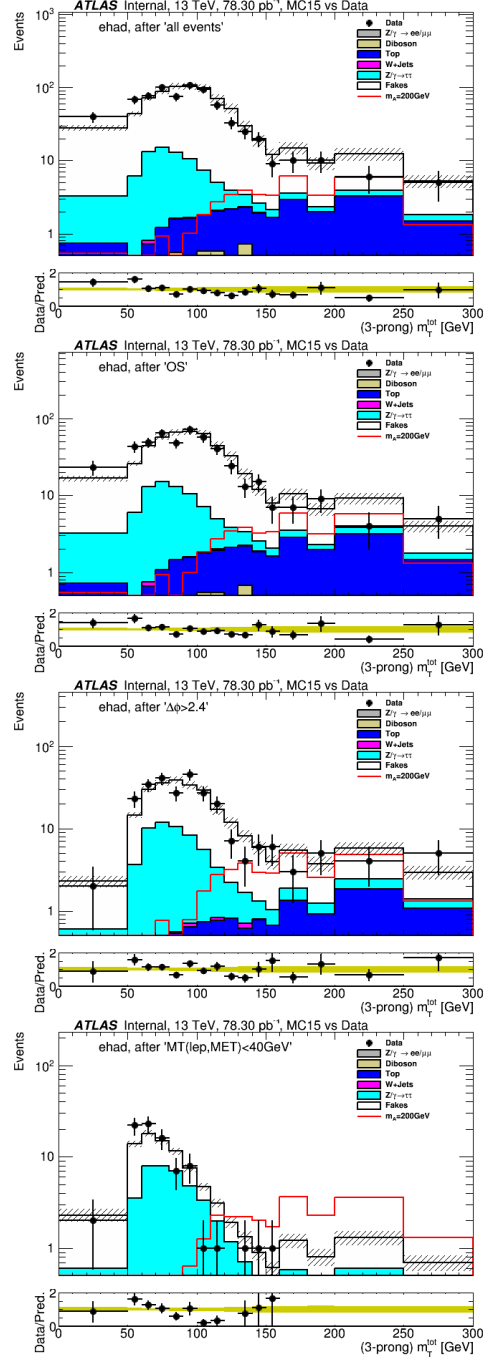 ATLAS Internal, 13 TeV, 78.30 pb⁻¹, MC15 vs Data
Events
10³
ehad, after 'all events'
Data
Z/γ → ee/μμ
Diboson
Top
W+Jets
Z/γ→ττ
Fakes
m_A=200GeV
10²
10
1
Data/Pred.
2
0
0 50 100 150 200 250 300
(3-prong) m_T^tot [GeV]
ATLAS Internal, 13 TeV, 78.30 pb⁻¹, MC15 vs Data
Events
ehad, after 'OS'
Data
Z/γ → ee/μμ
Diboson
Top
W+Jets
Z/γ→ττ
Fakes
m_A=200GeV
10²
10
1
Data/Pred.
2
0
0 50 100 150 200 250 300
(3-prong) m_T^tot [GeV]
ATLAS Internal, 13 TeV, 78.30 pb⁻¹, MC15 vs Data
Events
ehad, after 'Δϕ>2.4'
Data
Z/γ → ee/μμ
Diboson
Top
W+Jets
Z/γ→ττ
Fakes
m_A=200GeV
10²
10
1
Data/Pred.
2
0
0 50 100 150 200 250 300
(3-prong) m_T^tot [GeV]
ATLAS Internal, 13 TeV, 78.30 pb⁻¹, MC15 vs Data
Events
ehad, after 'MT(lep,MET)<40GeV'
Data
Z/γ → ee/μμ
Diboson
Top
W+Jets
Z/γ→ττ
Fakes
m_A=200GeV
10²
10
1
Data/Pred.
2
0
0 50 100 150 200 250 300
(3-prong) m_T^tot [GeV]